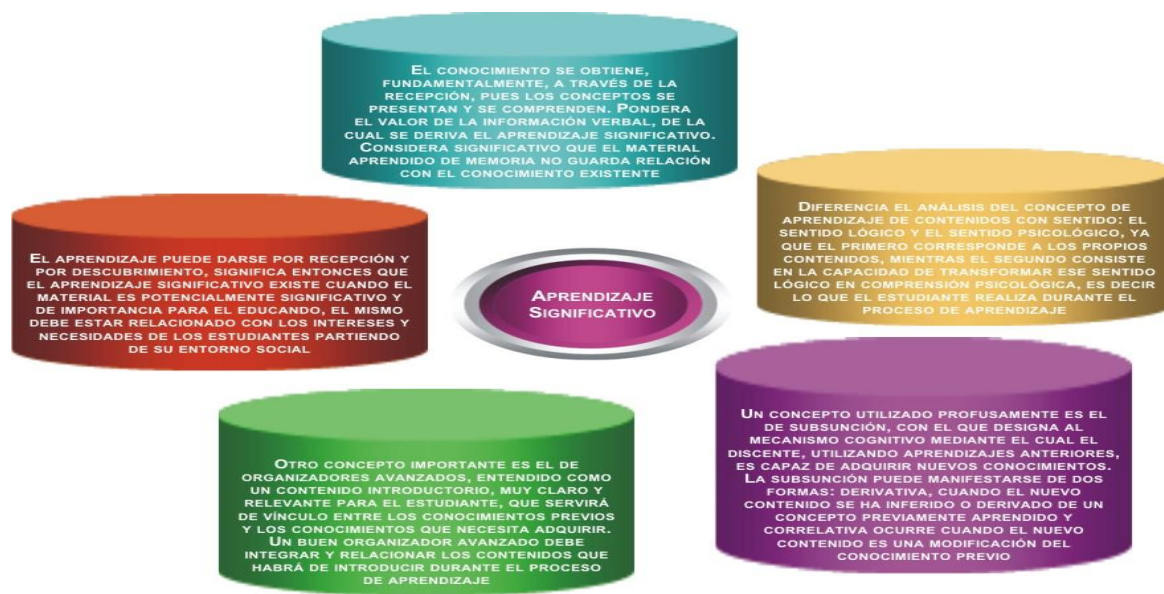 EL CONOCIMIENTO SE OBTIENE,
FUNDAMENTALMENTE, A TRAVÉS DE LA
RECEPCIÓN, PUES LOS CONCEPTOS SE
PRESENTAN Y SE COMPRENDEN. PONDERA
EL VALOR DE LA INFORMACIÓN VERBAL, DE LA
CUAL SE DERIVA EL APRENDIZAJE SIGNIFICATIVO.
CONSIDERA SIGNIFICATIVO QUE EL MATERIAL
APRENDIDO DE MEMORIA NO GUARDA RELACIÓN
CON EL CONOCIMIENTO EXISTENTE
DIFERENCIA EL ANÁLISIS DEL CONCEPTO DE
APRENDIZAJE DE CONTENIDOS CON SENTIDO: EL
SENTIDO LÓGICO Y EL SENTIDO PSICOLÓGICO, YA
QUE EL PRIMERO CORRESPONDE A LOS PROPIOS
CONTENIDOS, MIENTRAS EL SEGUNDO CONSISTE
EN LA CAPACIDAD DE TRANSFORMAR ESE SENTIDO
LÓGICO EN COMPRENSIÓN PSICOLÓGICA, ES DECIR
LO QUE EL ESTUDIANTE REALIZA DURANTE EL
PROCESO DE APRENDIZAJE
EL APRENDIZAJE PUEDE DARSE POR RECEPCIÓN Y
POR DESCUBRIMIENTO, SIGNIFICA ENTONCES QUE
EL APRENDIZAJE SIGNIFICATIVO EXISTE CUANDO EL
MATERIAL ES POTENCIALMENTE SIGNIFICATIVO Y
DE IMPORTANCIA PARA EL EDUCANDO, EL MISMO
DEBE ESTAR RELACIONADO CON LOS INTERESES Y
NECESIDADES DE LOS ESTUDIANTES PARTIENDO
DE SU ENTORNO SOCIAL
APRENDIZAJE
SIGNIFICATIVO
UN CONCEPTO UTILIZADO PROFUSAMENTE ES EL
DE SUBSUNCIÓN, CON EL QUE DESIGNA AL
MECANISMO COGNITIVO MEDIANTE EL CUAL EL
DISCENTE, UTILIZANDO APRENDIZAJES ANTERIORES,
ES CAPAZ DE ADQUIRIR NUEVOS CONOCIMIENTOS.
LA SUBSUNCIÓN PUEDE MANIFESTARSE DE DOS
FORMAS: DERIVATIVA, CUANDO EL NUEVO
CONTENIDO SE HA INFERIDO O DERIVADO DE UN
CONCEPTO PREVIAMENTE APRENDIDO Y
CORRELATIVA OCURRE CUANDO EL NUEVO
CONTENIDO ES UNA MODIFICACIÓN DEL
CONOCIMIENTO PREVIO
OTRO CONCEPTO IMPORTANTE ES EL DE
ORGANIZADORES AVANZADOS, ENTENDIDO COMO
UN CONTENIDO INTRODUCTORIO, MUY CLARO Y
RELEVANTE PARA EL ESTUDIANTE, QUE SERVIRÁ
DE VÍNCULO ENTRE LOS CONOCIMIENTOS PREVIOS
Y LOS CONOCIMIENTOS QUE NECESITA ADQUIRIR.
UN BUEN ORGANIZADOR AVANZADO DEBE
INTEGRAR Y RELACIONAR LOS CONTENIDOS QUE
HABRÁ DE INTRODUCIR DURANTE EL PROCESO
DE APRENDIZAJE